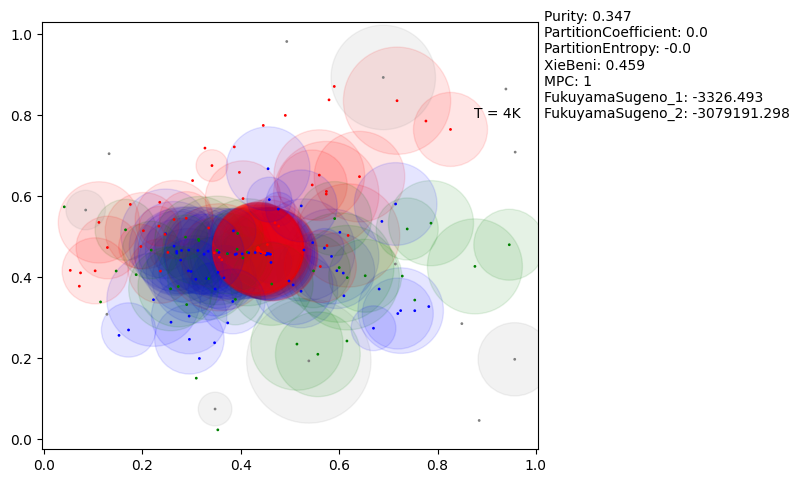 Purity: 0.347
PartitionCoefficient: 0.0
PartitionEntropy: -0.0
XieBeni: 0.459
MPC: 1
FukuyamaSugeno_1: -3326.493
FukuyamaSugeno_2: -3079191.298
T = 4K
1.0
0.8
0.6
0.4
0.2
0.0
0.0 0.2 0.4 0.6 0.8 1.0